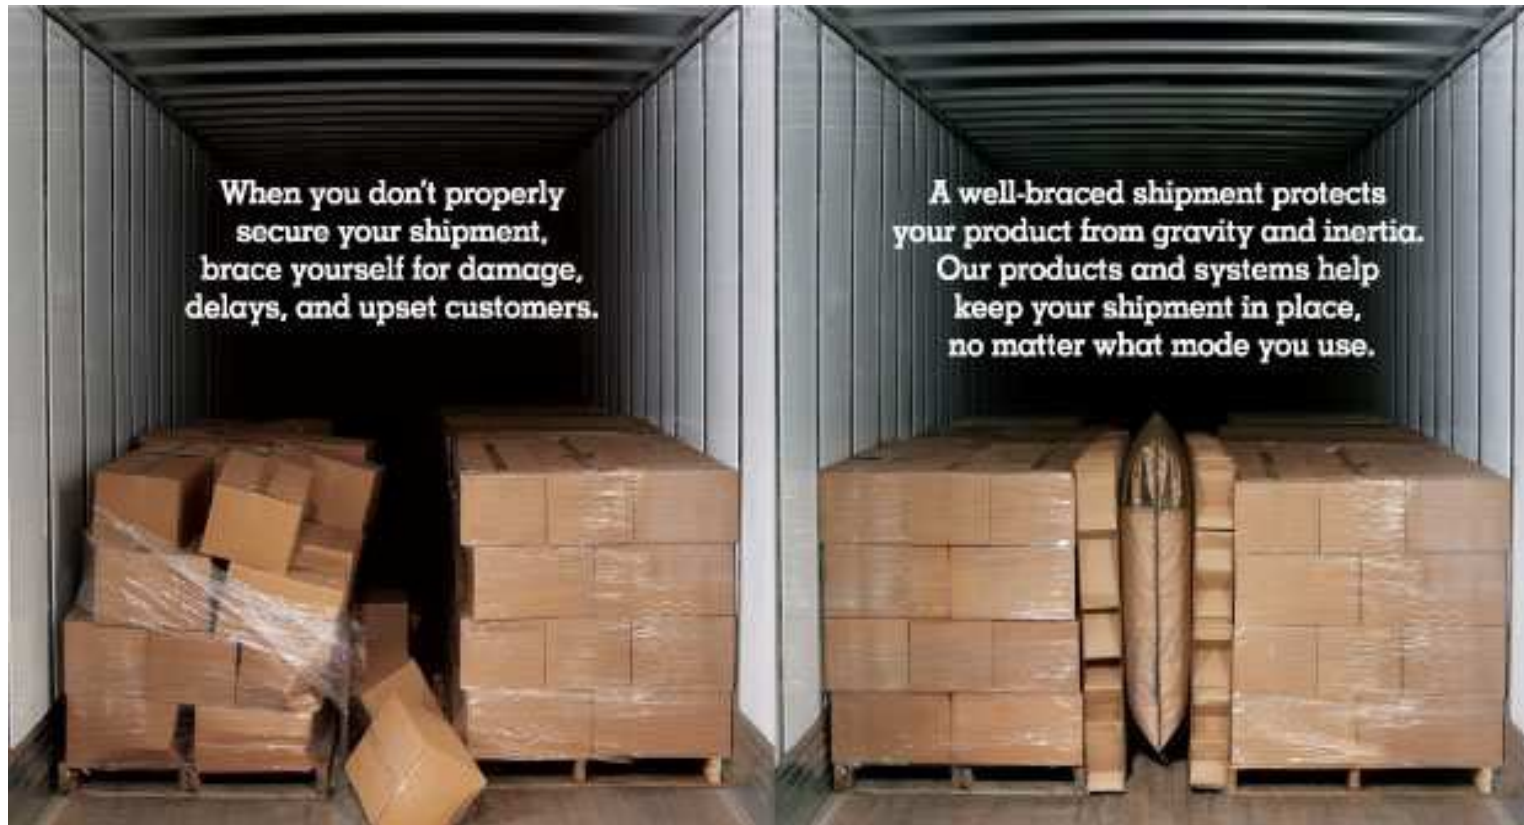 When you don't properly
secure your shipment,
brace yourself for damage,
delays, and upset customers.
A well-braced shipment protects
your product from gravity and inertia.
Our products and systems help
keep your shipment in place,
no matter what mode you use.